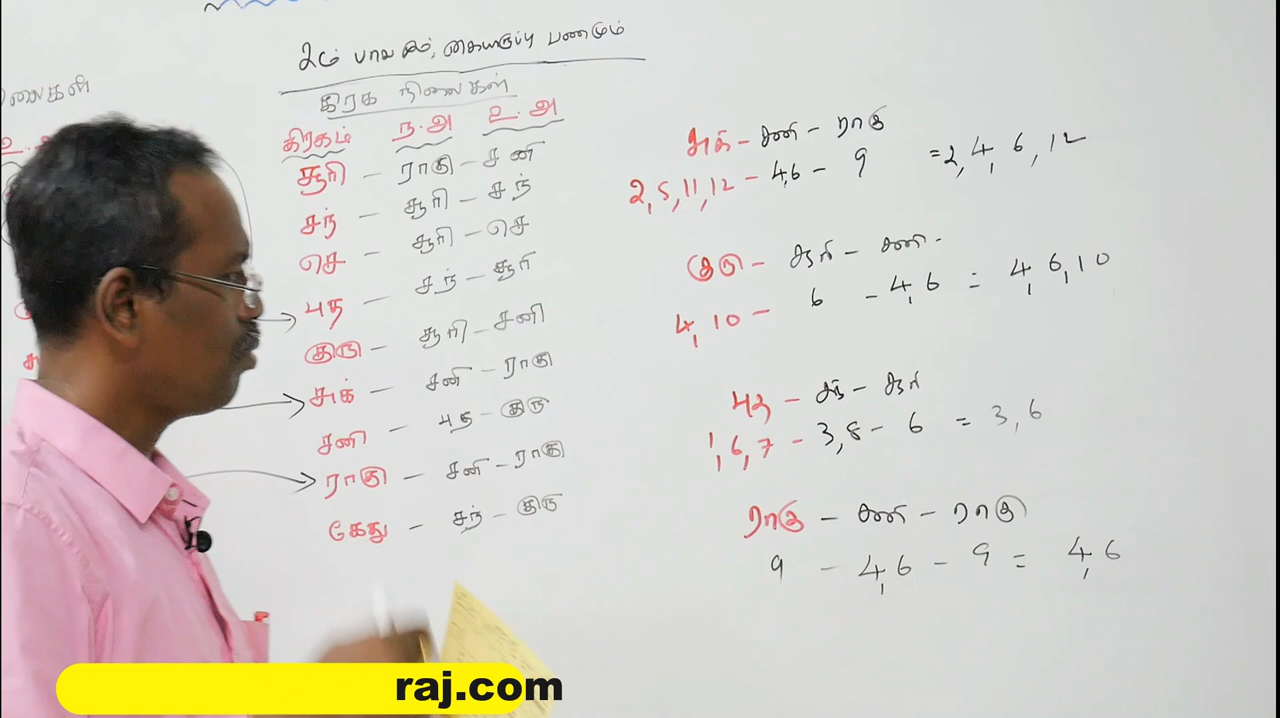 2ம் பாவகம், கையிருப்பு பணமும்
கிரக நிலைகள்
கிரகம் ந.அ உ.அ
சூரி – ராகு – சனி
சந் – சூரி – சந்
செ – சூரி – செ
புத – சந் – சூரி
குரு – சூரி – சனி
சுக் – சனி – ராகு
சனி – புத – குரு
ராகு – சனி – ராகு
கேது – சந் – குரு
சுக் – சனி – ராகு
2, 5, 11, 12 – 4,6 – 9 = 2, 4, 6, 12
குரு – சூரி – சனி
4, 10 – 6 – 4, 6 = 4, 6, 10
புத – சந் – சூரி
1, 6, 7 – 3, 8 – 6 = 3, 6
ராகு – சனி – ராகு
9 – 4, 6 – 9 = 4, 6
raj.com